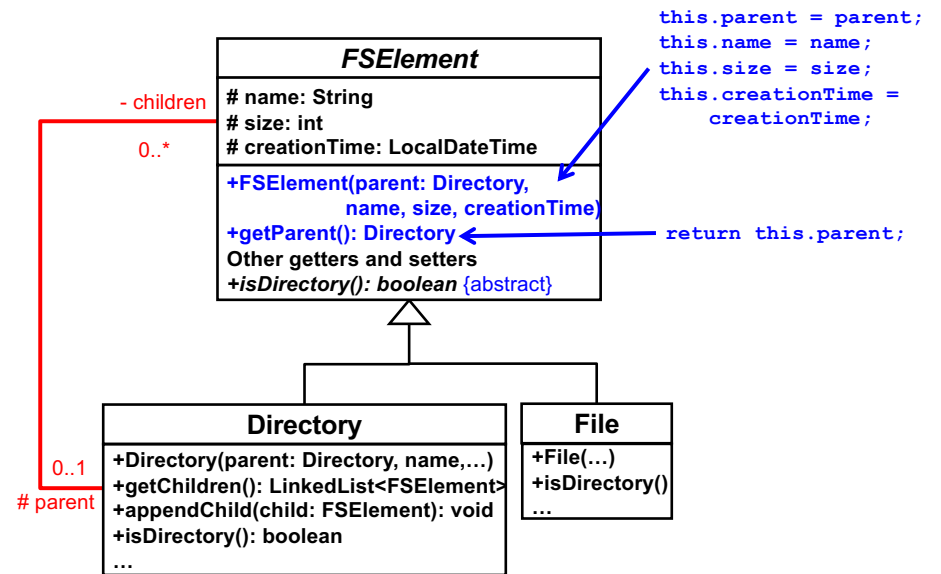 this.parent = parent;
this.name = name;
this.size = size;
this.creationTime =
creationTime;
FSElement
- children
0..*
# name: String
# size: int
# creationTime: LocalDateTime
+FSElement(parent: Directory,
name, size, creationTime)
+getParent(): Directory
return this.parent;
Other getters and setters
+isDirectory(): boolean {abstract}
Directory
+Directory(parent: Directory, name,…)
+getChildren(): LinkedList<FSElement>
+appendChild(child: FSElement): void
+isDirectory(): boolean
…
0..1
# parent
File
+File(…)
+isDirectory()
…